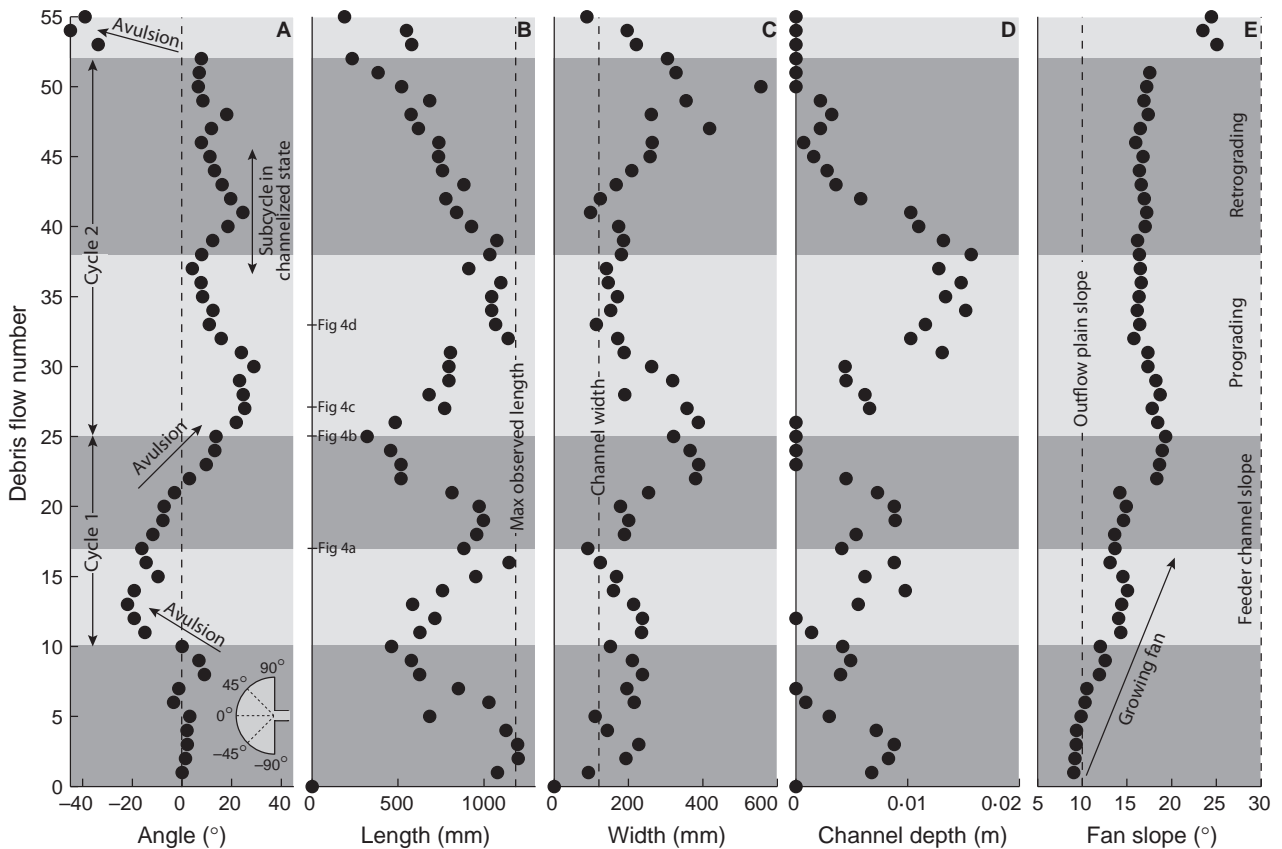 A
B
C
D
E
Debris flow number
55
50
45
40
35
30
25
20
15
10
5
0
Avulsion
Cycle 2
Subcycle in
channelized state
Avulsion
Cycle 1
Avulsion
90°
45°
0°
−45°
−90°
−40
−20
0
20
40
Angle (°)
Fig 4d
Fig 4c
Fig 4b
Fig 4a
Max observed length
0
500
1000
Length (mm)
Channel width
0
200
400
600
Width (mm)
0
0.01
0.02
Channel depth (m)
Outflow plain slope
Retrograding
Prograding
Feeder channel slope
Growing fan
5
10
15
20
25
30
Fan slope (°)